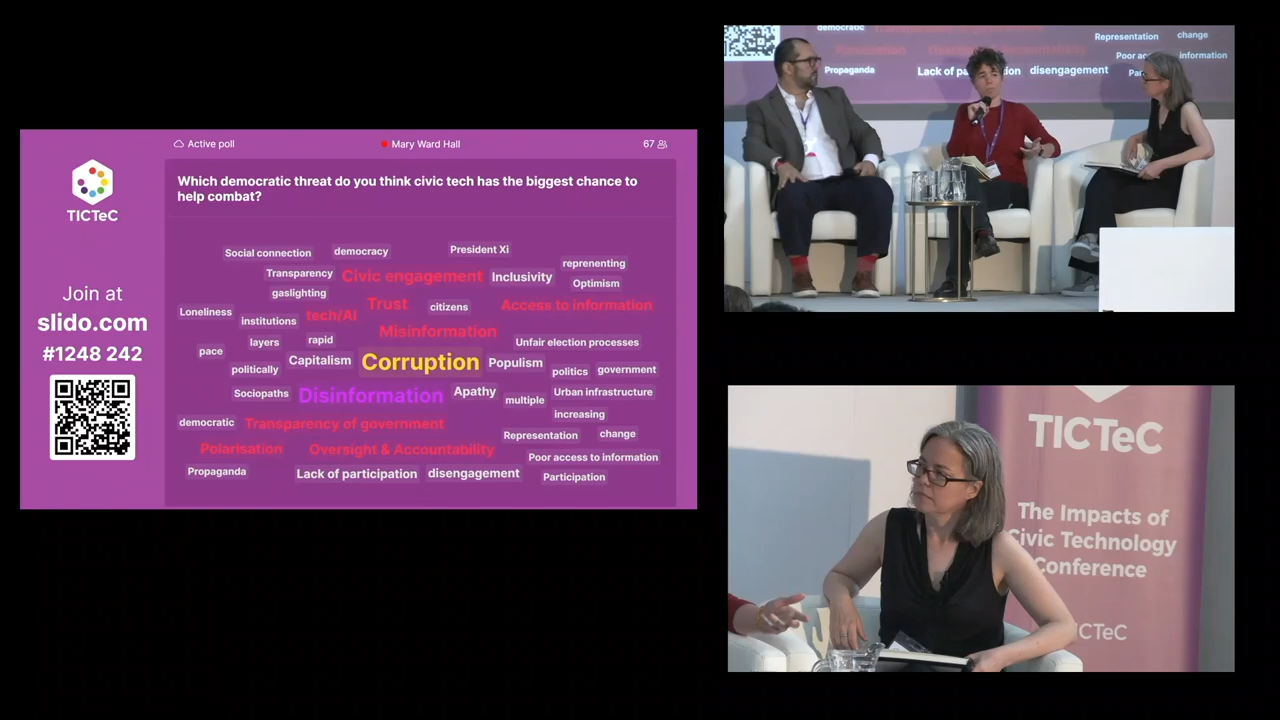 Active poll
Mary Ward Hall
67
TICTeC
Join at
slido.com
#1248 242
Which democratic threat do you think civic tech has the biggest chance to
help combat?
Social connection
democracy
President Xi
reprenenting
Transparency
Civic engagement
Inclusivity
Optimism
gaslighting
Trust
citizens
Access to information
Loneliness
institutions
tech/AI
Misinformation
layers
rapid
Unfair election processes
pace
Capitalism
Corruption
Populism
politically
politics
government
Sociopaths
Disinformation
Apathy
multiple
Urban infrastructure
increasing
democratic
Transparency of government
Representation
change
Polarisation
Oversight & Accountability
Poor access to information
Propaganda
Lack of participation
disengagement
Participation
democratic
Representation
change
Polarisation
information
Propaganda
disengagement
TICTeC
The Impacts of
Civic Technology
Conference